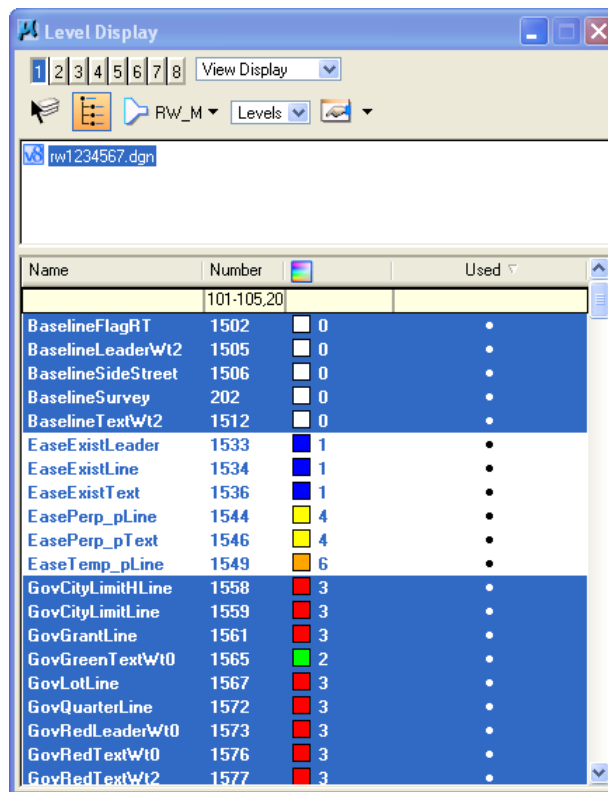 Level Display
1 2 3 4 5 6 7 8 View Display
RW_M Levels
v8 rw1234567.dgn
Name Number Used
101-105,20
BaselineFlagRT 1502 0
BaselineLeaderWt2 1505 0
BaselineSideStreet 1506 0
BaselineSurvey 202 0
BaselineTextWt2 1512 0
EaseExistLeader 1533 1
EaseExistLine 1534 1
EaseExistText 1536 1
EasePerp_pLine 1544 4
EasePerp_pText 1546 4
EaseTemp_pLine 1549 6
GovCityLimitHLine 1558 3
GovCityLimitLine 1559 3
GovGrantLine 1561 3
GovGreenTextWt0 1565 2
GovLotLine 1567 3
GovQuarterLine 1572 3
GovRedLeaderWt0 1573 3
GovRedTextWt0 1576 3
GovRedTextWt2 1577 3